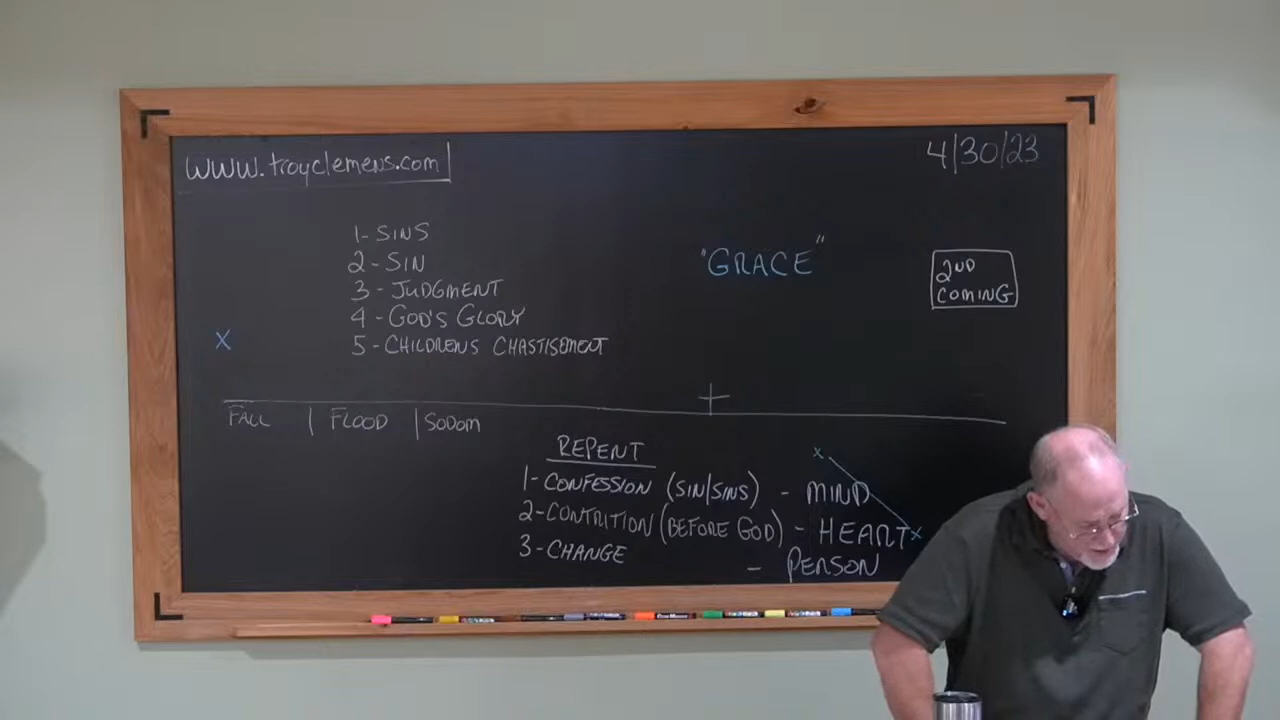 www.troyclemens.com
4/30/23
1- SINS
2- SIN
3- JUDGMENT
4- GOD'S GLORY
5- CHILDRENS CHASTISEMENT
"GRACE"
2ND
COMING
X
FALL | FLOOD | SODOM
REPENT
1- CONFESSION (SIN/SINS) - MIND
2- CONTRITION (BEFORE GOD) - HEART
3- CHANGE - PERSON
x
x